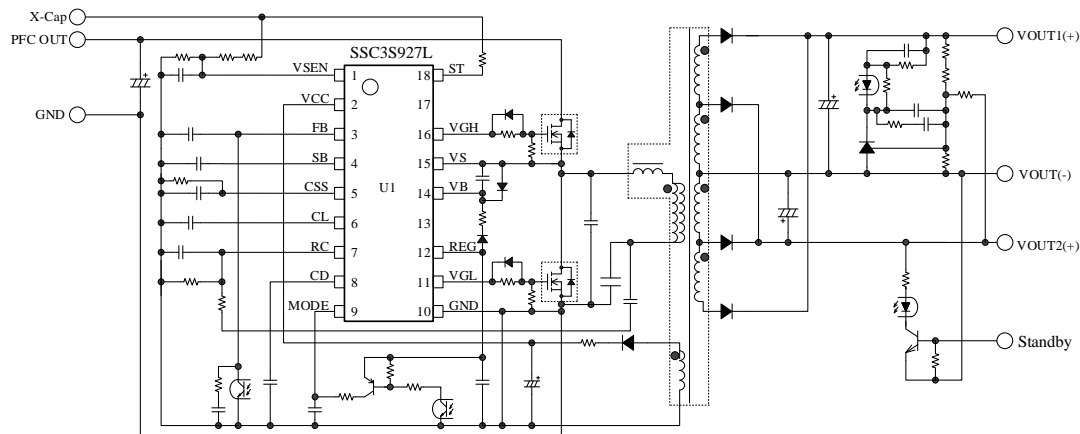 X-Cap
PFC OUT
GND
SSC3S927L
VSEN 1
VCC 2
FB 3
SB 4
CSS 5
CL 6
RC 7
CD 8
MODE 9
U1
18 ST
17
16 VGH
15 VS
14 VB
13
12 REG
11 VGL
10 GND
VOUT1(+)
VOUT(-)
VOUT2(+)
Standby